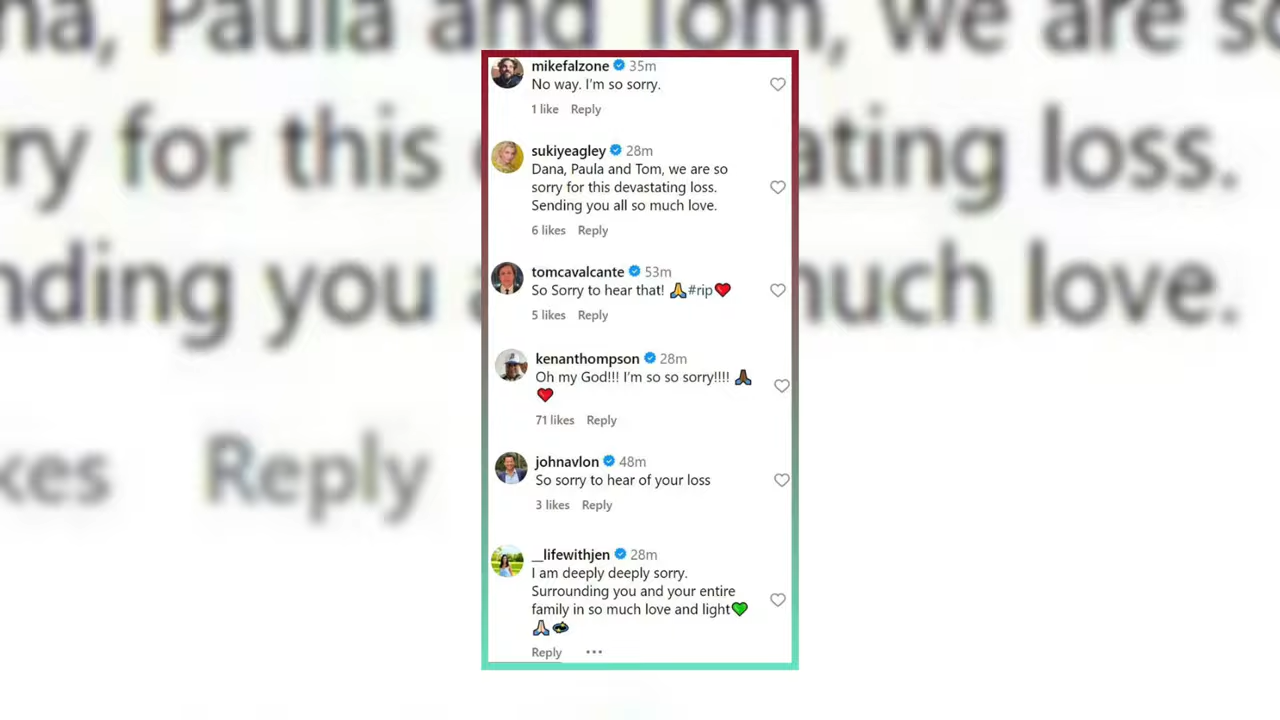 na, Paula and Tom, we are so
ry for this
ating loss.
nding you
much love.
kes Reply
mikefalzone 35m
No way. I'm so sorry.
1 like Reply
sukiyeagley 28m
Dana, Paula and Tom, we are so
sorry for this devastating loss.
Sending you all so much love.
6 likes Reply
tomcavalcante 53m
So Sorry to hear that! 🙏#rip❤️
5 likes Reply
kenanthompson 28m
Oh my God!!! I'm so so sorry!!!! 🙏🏾
❤️
71 likes Reply
johnavlon 48m
So sorry to hear of your loss
3 likes Reply
__lifewithjen 28m
I am deeply deeply sorry.
Surrounding you and your entire
family in so much love and light💚
🙏🏻🪬
Reply ...